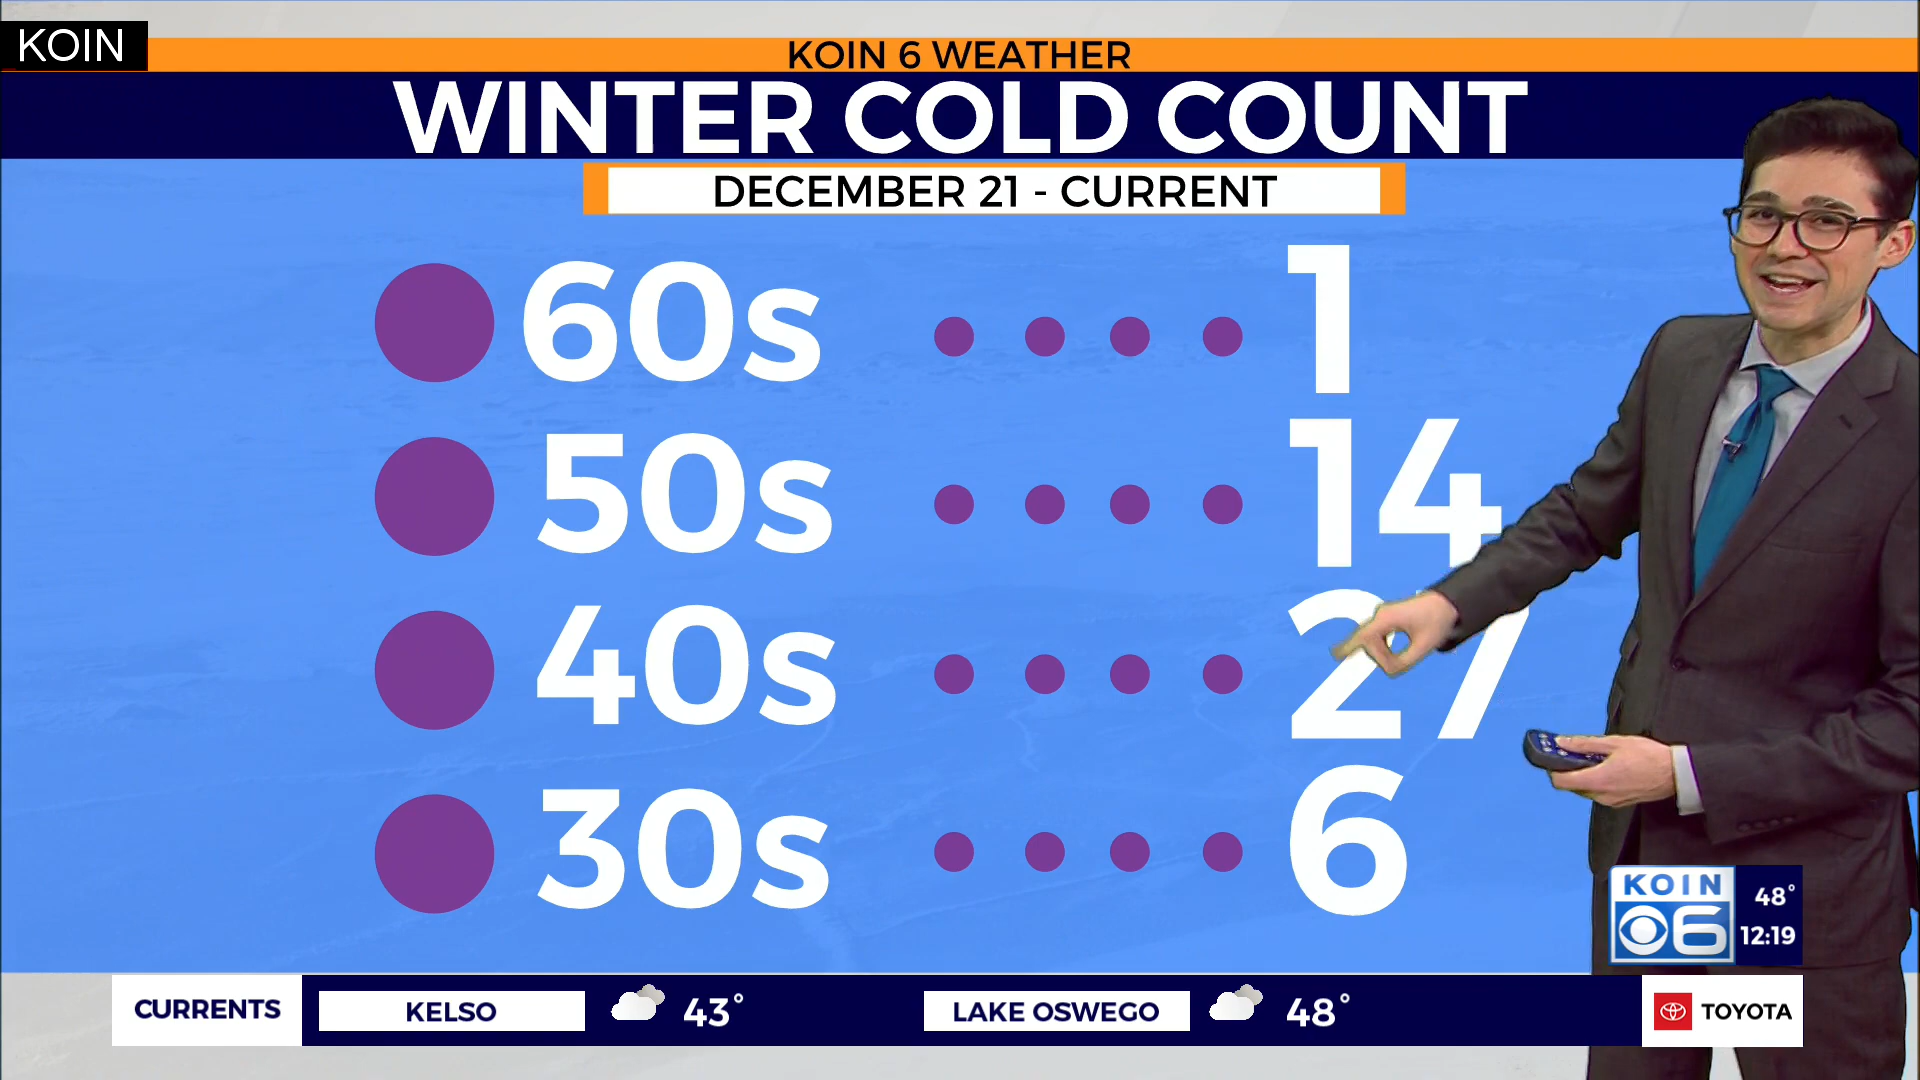 KOIN
KOIN 6 WEATHER
WINTER COLD COUNT
DECEMBER 21 - CURRENT
60s 1
50s 14
40s 27
30s 6
KOIN
6
48°
12:19
CURRENTS KELSO 43° LAKE OSWEGO 48° TOYOTA